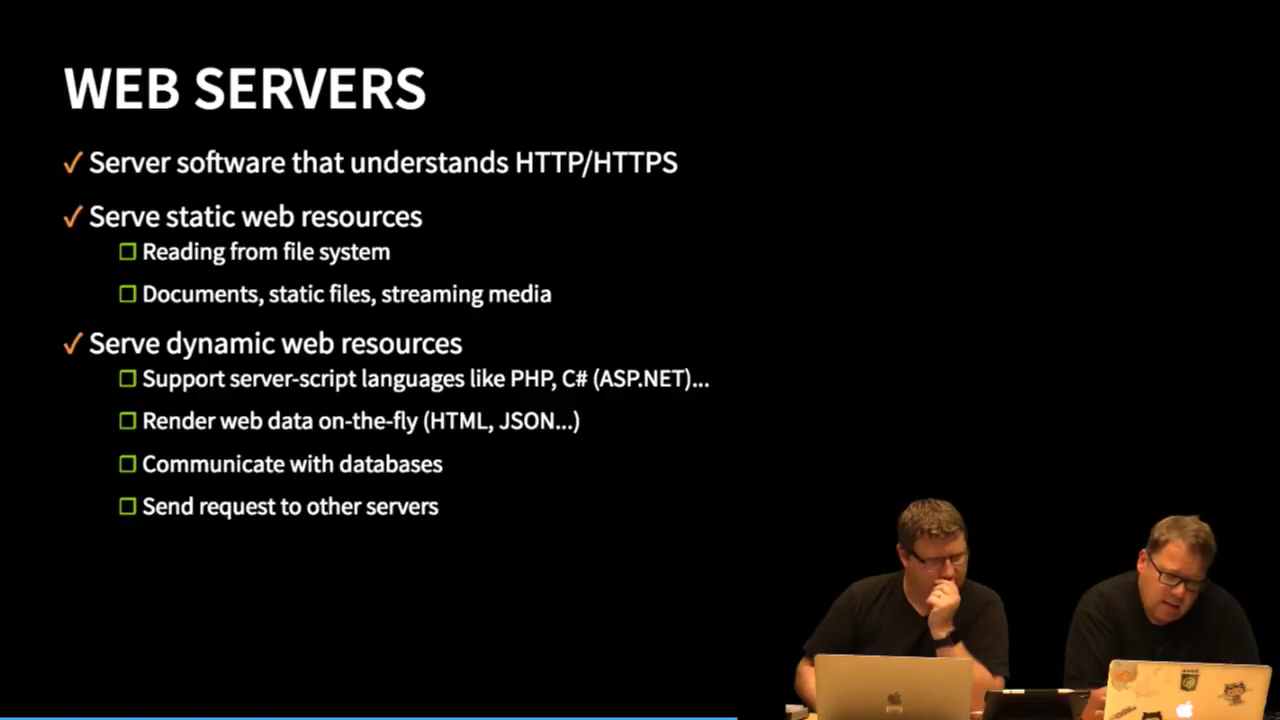 WEB SERVERS
✓ Server software that understands HTTP/HTTPS
✓ Serve static web resources
❐ Reading from file system
❐ Documents, static files, streaming media
✓ Serve dynamic web resources
❐ Support server-script languages like PHP, C# (ASP.NET)...
❐ Render web data on-the-fly (HTML, JSON...)
❐ Communicate with databases
❐ Send request to other servers